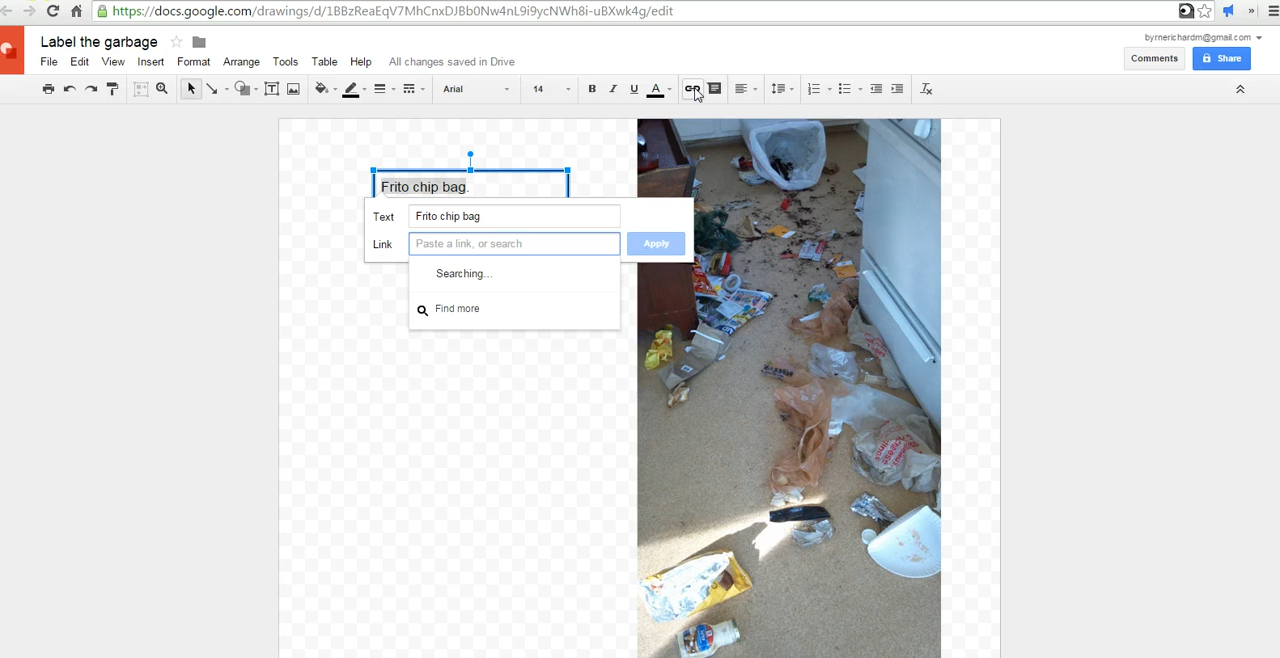 https://docs.google.com/drawings/d/1BBzReaEqV7MhCnxDJBb0Nw4nL9i9ycNWh8i-uBXwk4g/edit
Label the garbage
byrnerichardm@gmail.com
File Edit View Insert Format Arrange Tools Table Help All changes saved in Drive
Comments Share
Arial 14 B I U A
Frito chip bag.
Text Frito chip bag
Link Paste a link, or search Apply
Searching...
Find more